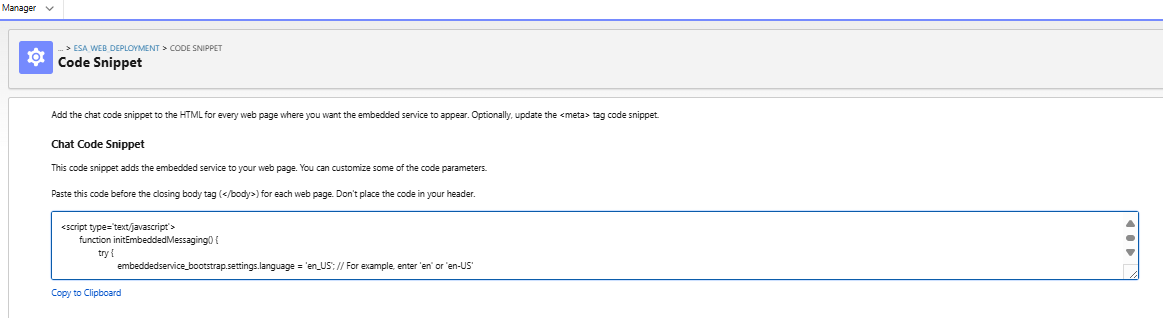 Manager
... > ESA_WEB_DEPLOYMENT > CODE SNIPPET
Code Snippet
Add the chat code snippet to the HTML for every web page where you want the embedded service to appear. Optionally, update the <meta> tag code snippet.
Chat Code Snippet
This code snippet adds the embedded service to your web page. You can customize some of the code parameters.
Paste this code before the closing body tag (</body>) for each web page. Don't place the code in your header.
<script type='text/javascript'>
function initEmbeddedMessaging() {
try {
embeddedservice_bootstrap.settings.language = 'en_US'; // For example, enter 'en' or 'en-US'
Copy to Clipboard